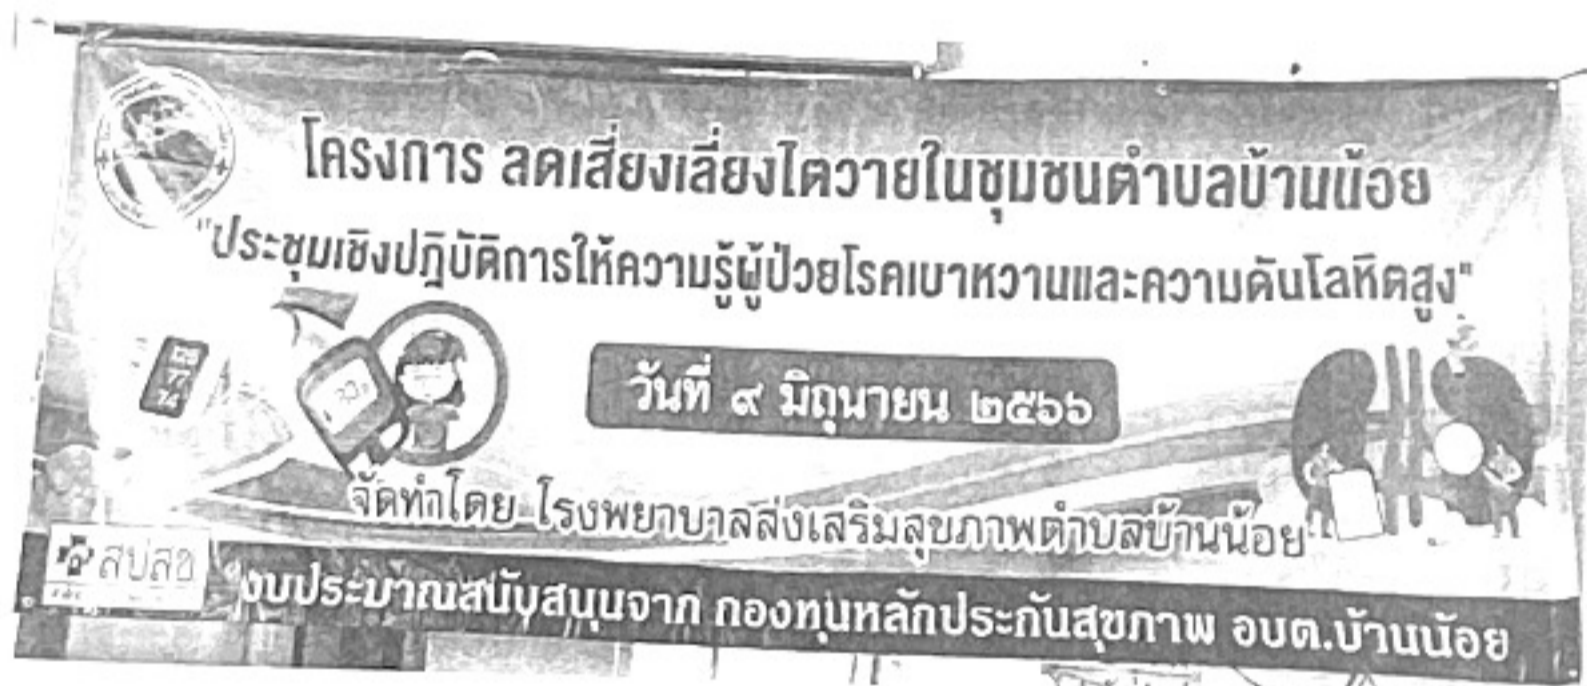 โครงการ ลดเสี่ยงเลี่ยงไตวายในชุมชนตำบลบ้านน้อย
"ประชุมเชิงปฏิบัติการให้ความรู้ผู้ป่วยโรคเบาหวานและความดันโลหิตสูง"
วันที่ ๙ มิถุนายน ๒๕๖๖
จัดทำโดย โรงพยาบาลส่งเสริมสุขภาพตำบลบ้านน้อย
สปสช
งบประมาณสนับสนุนจาก กองทุนหลักประกันสุขภาพ อบต.บ้านน้อย